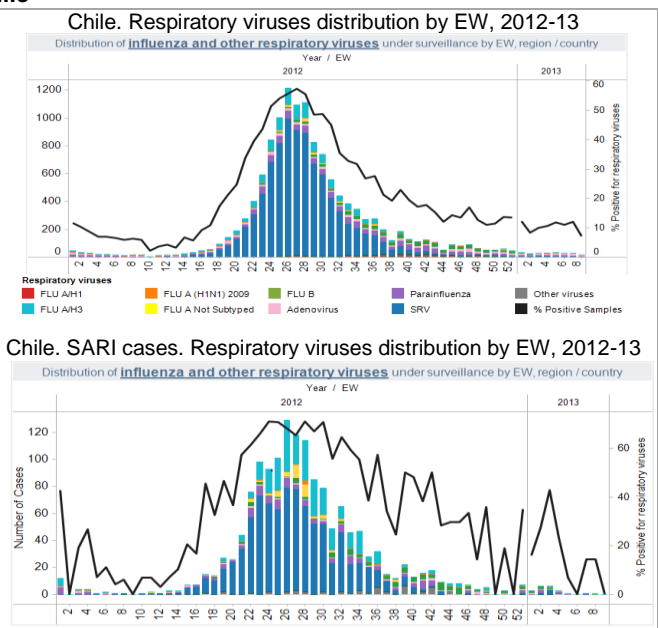 Chile. Respiratory viruses distribution by EW, 2012-13
Distribution of influenza and other respiratory viruses under surveillance by EW, region / country
Year / EW
2012 2013
1200
1000
800
600
400
200
0
60
50
40
30
20
10
0
% Positive for respiratory viruses
2 4 6 8 10 12 14 16 18 20 22 24 26 28 30 32 34 36 38 40 42 44 46 48 50 52 2 4 6 8
Respiratory viruses
FLU A/H1 FLU A (H1N1) 2009 FLU B Parainfluenza Other viruses
FLU A/H3 FLU A Not Subtyped Adenovirus SRV % Positive Samples
Chile. SARI cases. Respiratory viruses distribution by EW, 2012-13
Distribution of influenza and other respiratory viruses under surveillance by EW, region / country
Year / EW
2012 2013
Number of Cases
120
100
80
60
40
20
0
60
40
20
0
% Positive for respiratory viruses
2 4 6 8 10 12 14 16 18 20 22 24 26 28 30 32 34 36 38 40 42 44 46 48 50 52 2 4 6 8